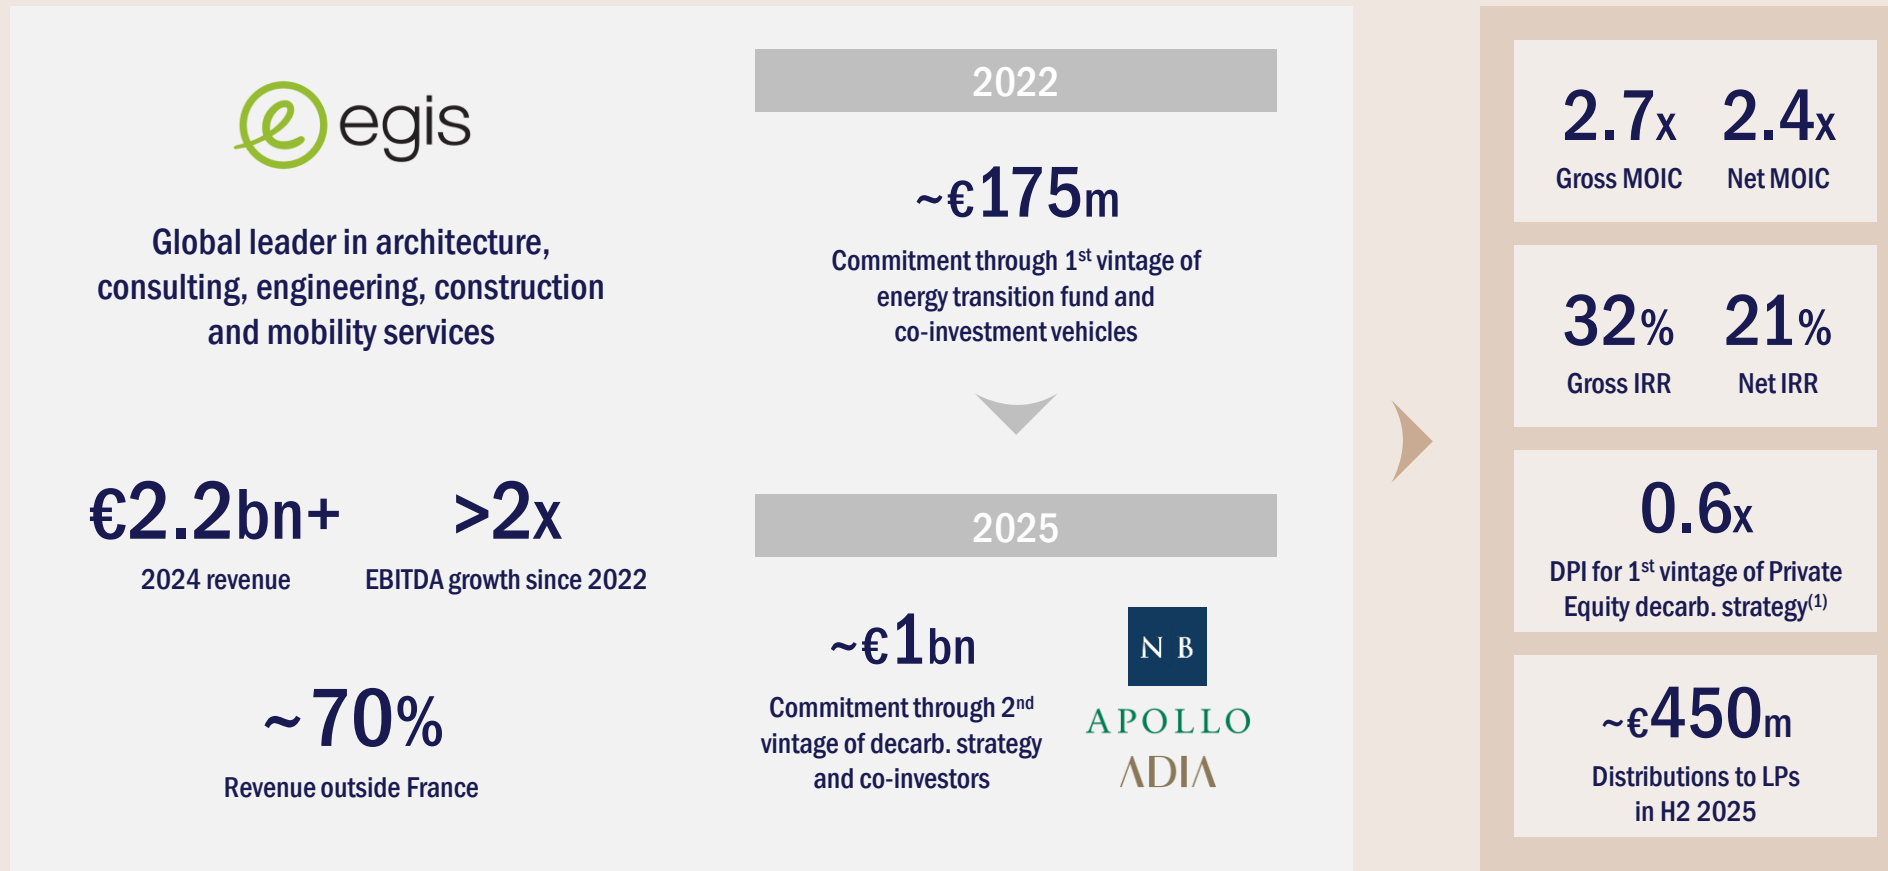 egis
Global leader in architecture,
consulting, engineering, construction
and mobility services
€2.2bn+
2024 revenue
>2x
EBITDA growth since 2022
~70%
Revenue outside France
2022
~€175m
Commitment through 1st vintage of
energy transition fund and
co-investment vehicles
2025
~€1bn
Commitment through 2nd
vintage of decarb. strategy
and co-investors
N B
APOLLO
ADIA
2.7x
Gross MOIC
2.4x
Net MOIC
32%
Gross IRR
21%
Net IRR
0.6x
DPI for 1st vintage of Private
Equity decarb. strategy(1)
~€450m
Distributions to LPs
in H2 2025